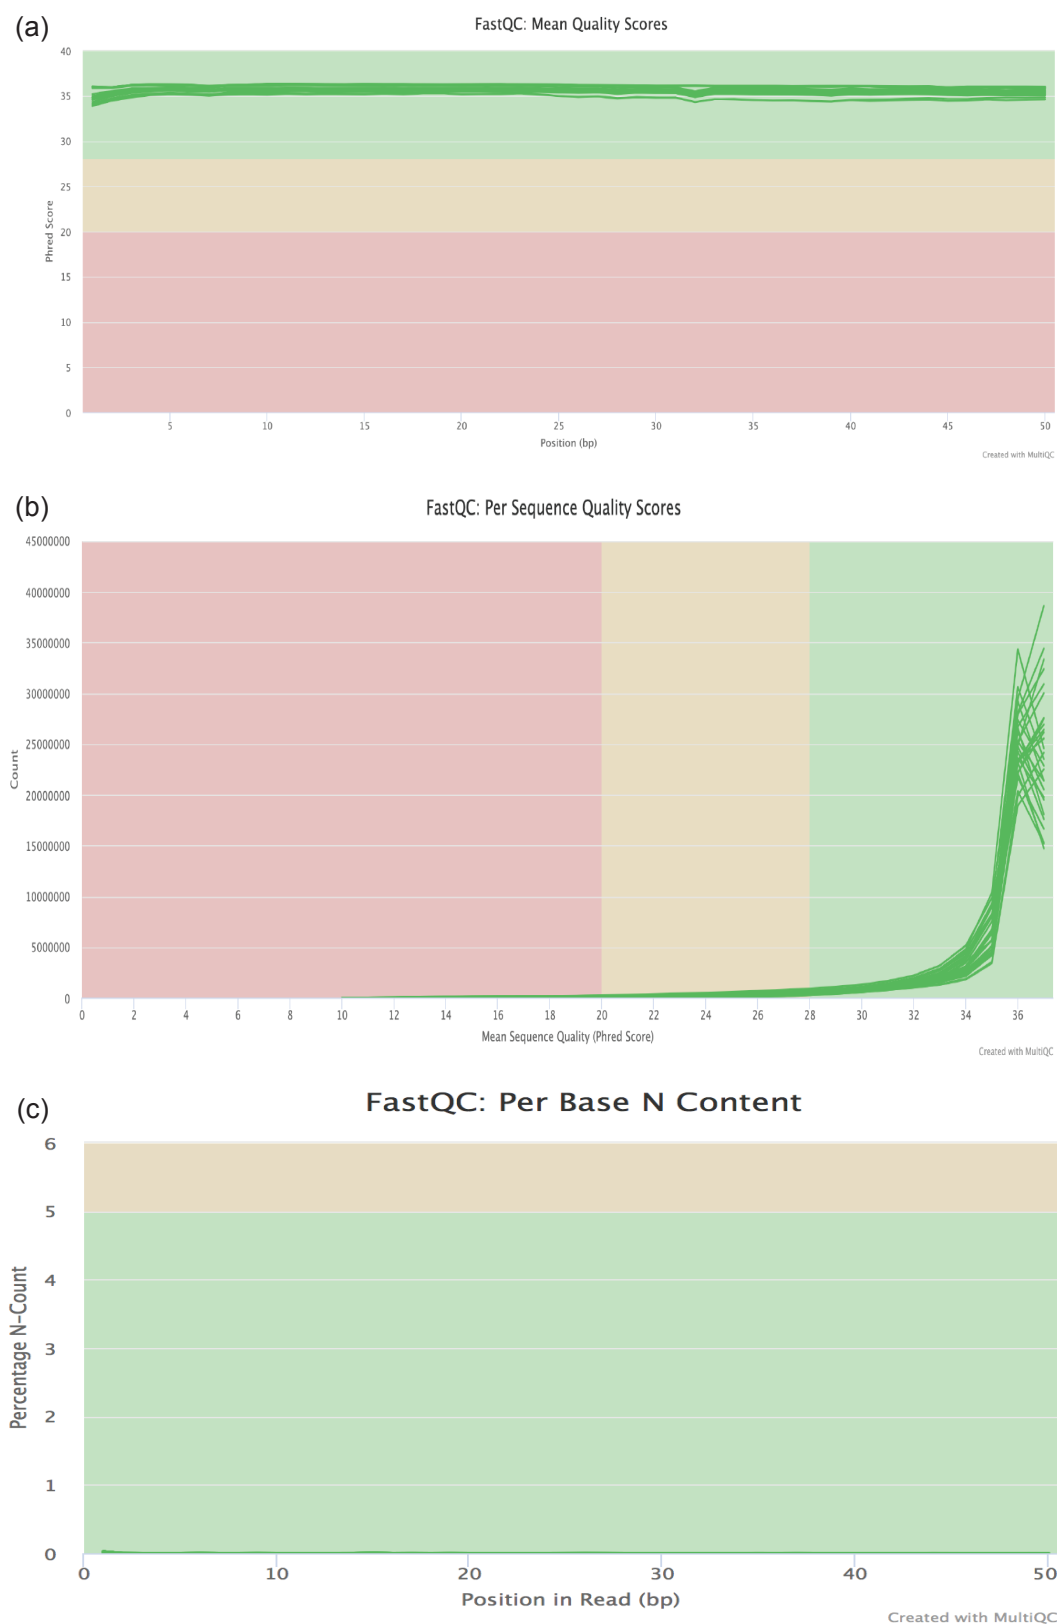 (a)
FastQC: Mean Quality Scores
40
35
30
25
20
15
10
5
0
Phred Score
5 10 15 20 25 30 35 40 45 50
Position (bp)
Created with MultiQC
(b)
FastQC: Per Sequence Quality Scores
45000000
40000000
35000000
30000000
25000000
20000000
15000000
10000000
5000000
0
Count
0 2 4 6 8 10 12 14 16 18 20 22 24 26 28 30 32 34 36
Mean Sequence Quality (Phred Score)
Created with MultiQC
(c)
FastQC: Per Base N Content
6
5
4
3
2
1
0
Percentage N-Count
0 10 20 30 40 50
Position in Read (bp)
Created with MultiQC